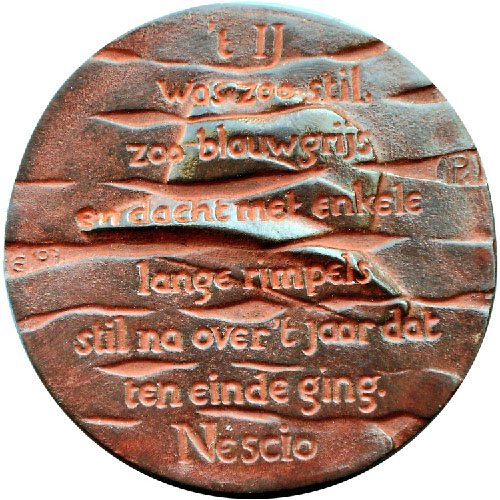 't IJ
was zoo stil,
zoo blauwgrijs
en dacht met enkele
lange rimpels
stil na over 't jaar dat
ten einde ging.
Nescio